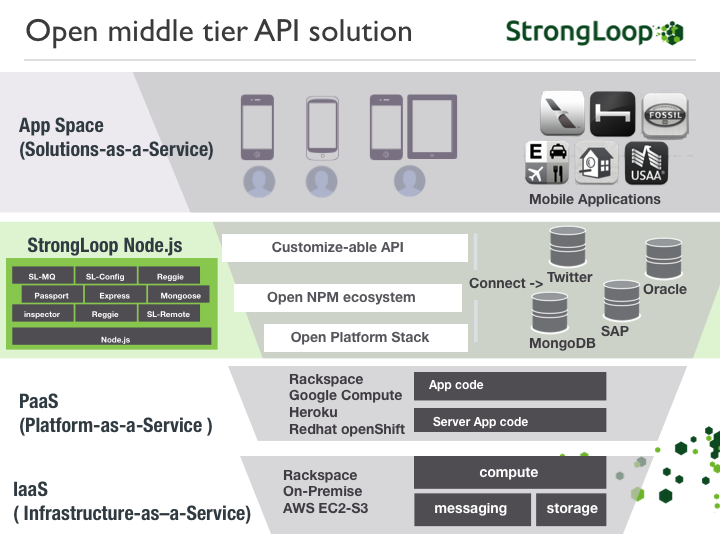 Open middle tier API solution
StrongLoop
App Space
(Solutions-as-a-Service)
FOSSIL
E
USAA®
Mobile Applications
StrongLoop Node.js
SL-MQ
SL-Config
Reggie
Passport
Express
Mongoose
inspector
Reggie
SL-Remote
Node.js
Customize-able API
Open NPM ecosystem
Open Platform Stack
Connect ->
Twitter
Oracle
SAP
MongoDB
PaaS
(Platform-as-a-Service )
Rackspace
Google Compute
Heroku
Redhat openShift
App code
Server App code
IaaS
( Infrastructure-as–a-Service)
Rackspace
On-Premise
AWS EC2-S3
compute
messaging
storage